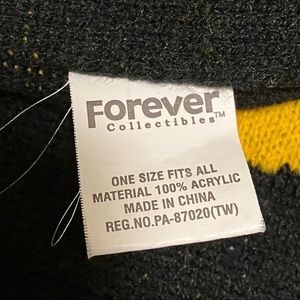 Forever
Collectibles™
ONE SIZE FITS ALL
MATERIAL 100% ACRYLIC
MADE IN CHINA
REG.NO.PA-87020(TW)